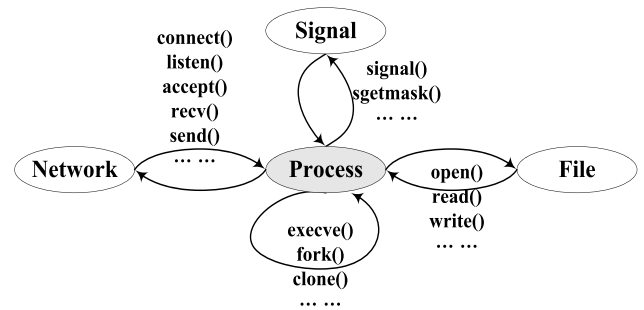 Signal
connect()
listen()
accept()
recv()
send()
... ...
signal()
sgetmask()
... ...
Network
Process
File
open()
read()
write()
... ...
execve()
fork()
clone()
... ...